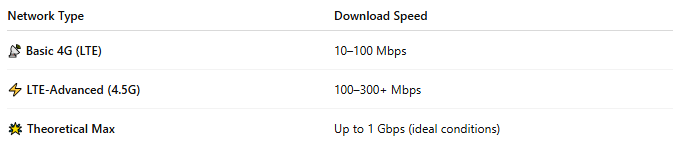 Network Type Download Speed
📡 Basic 4G (LTE) 10–100 Mbps
⚡ LTE-Advanced (4.5G) 100–300+ Mbps
🌟 Theoretical Max Up to 1 Gbps (ideal conditions)